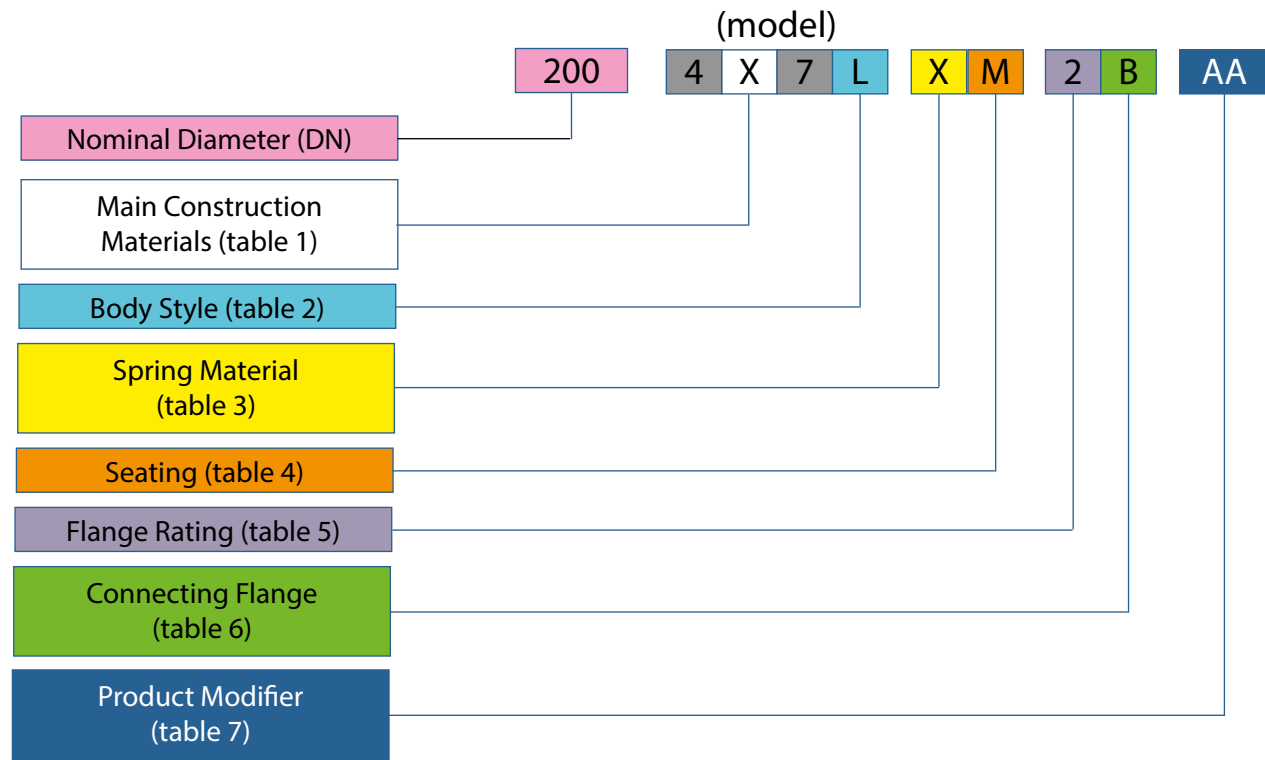 (model)
200 4 X 7 L X M 2 B AA
Nominal Diameter (DN)
Main Construction
Materials (table 1)
Body Style (table 2)
Spring Material
(table 3)
Seating (table 4)
Flange Rating (table 5)
Connecting Flange
(table 6)
Product Modifier
(table 7)